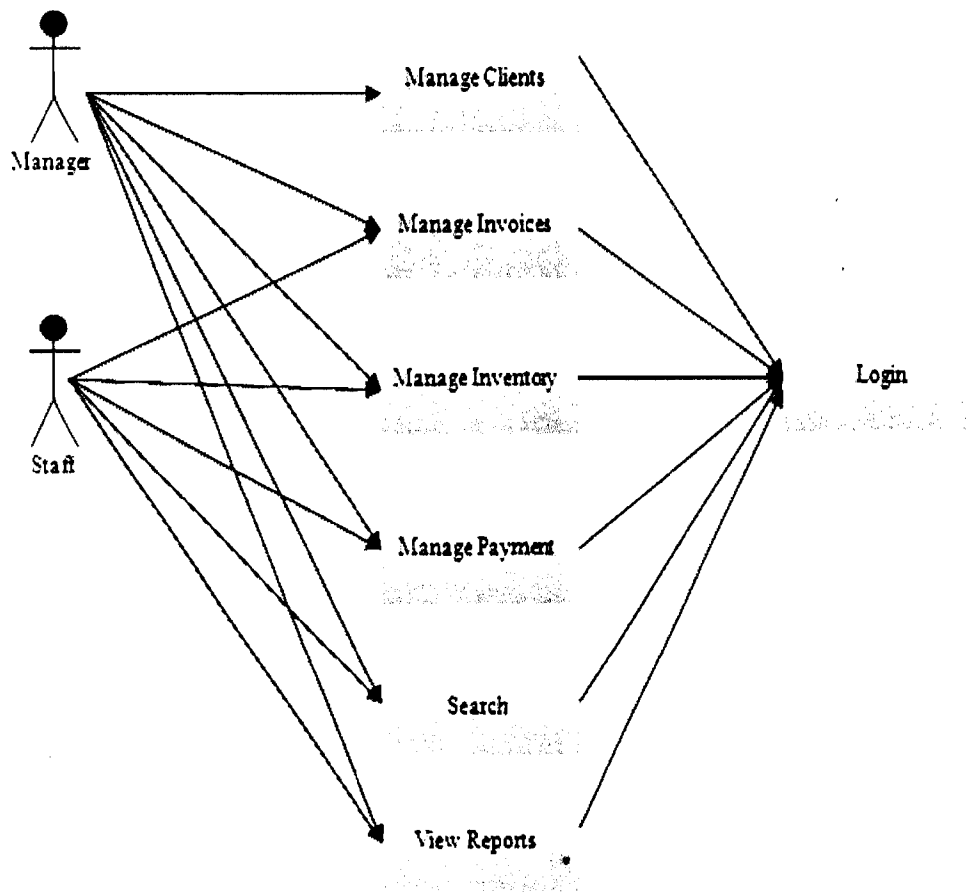 Manager
Staff
Manage Clients
Manage Invoices
Manage Inventory
Manage Payment
Search
View Reports
Login